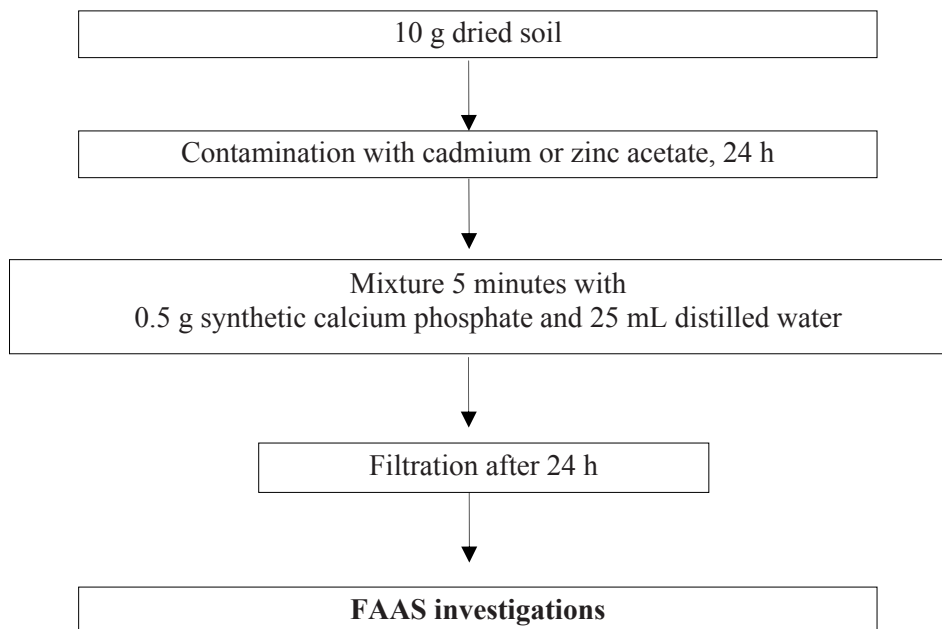 10 g dried soil
Contamination with cadmium or zinc acetate, 24 h
Mixture 5 minutes with
0.5 g synthetic calcium phosphate and 25 mL distilled water
Filtration after 24 h
FAAS investigations